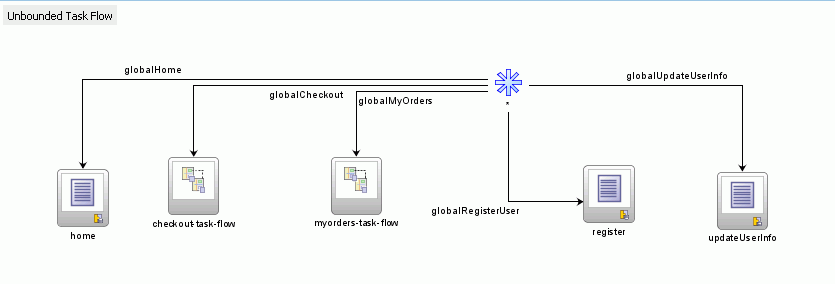 Unbounded Task Flow
globalHome
globalUpdateUserInfo
globalCheckout
globalMyOrders
*
globalRegisterUser
home
checkout-task-flow
myorders-task-flow
register
updateUserInfo